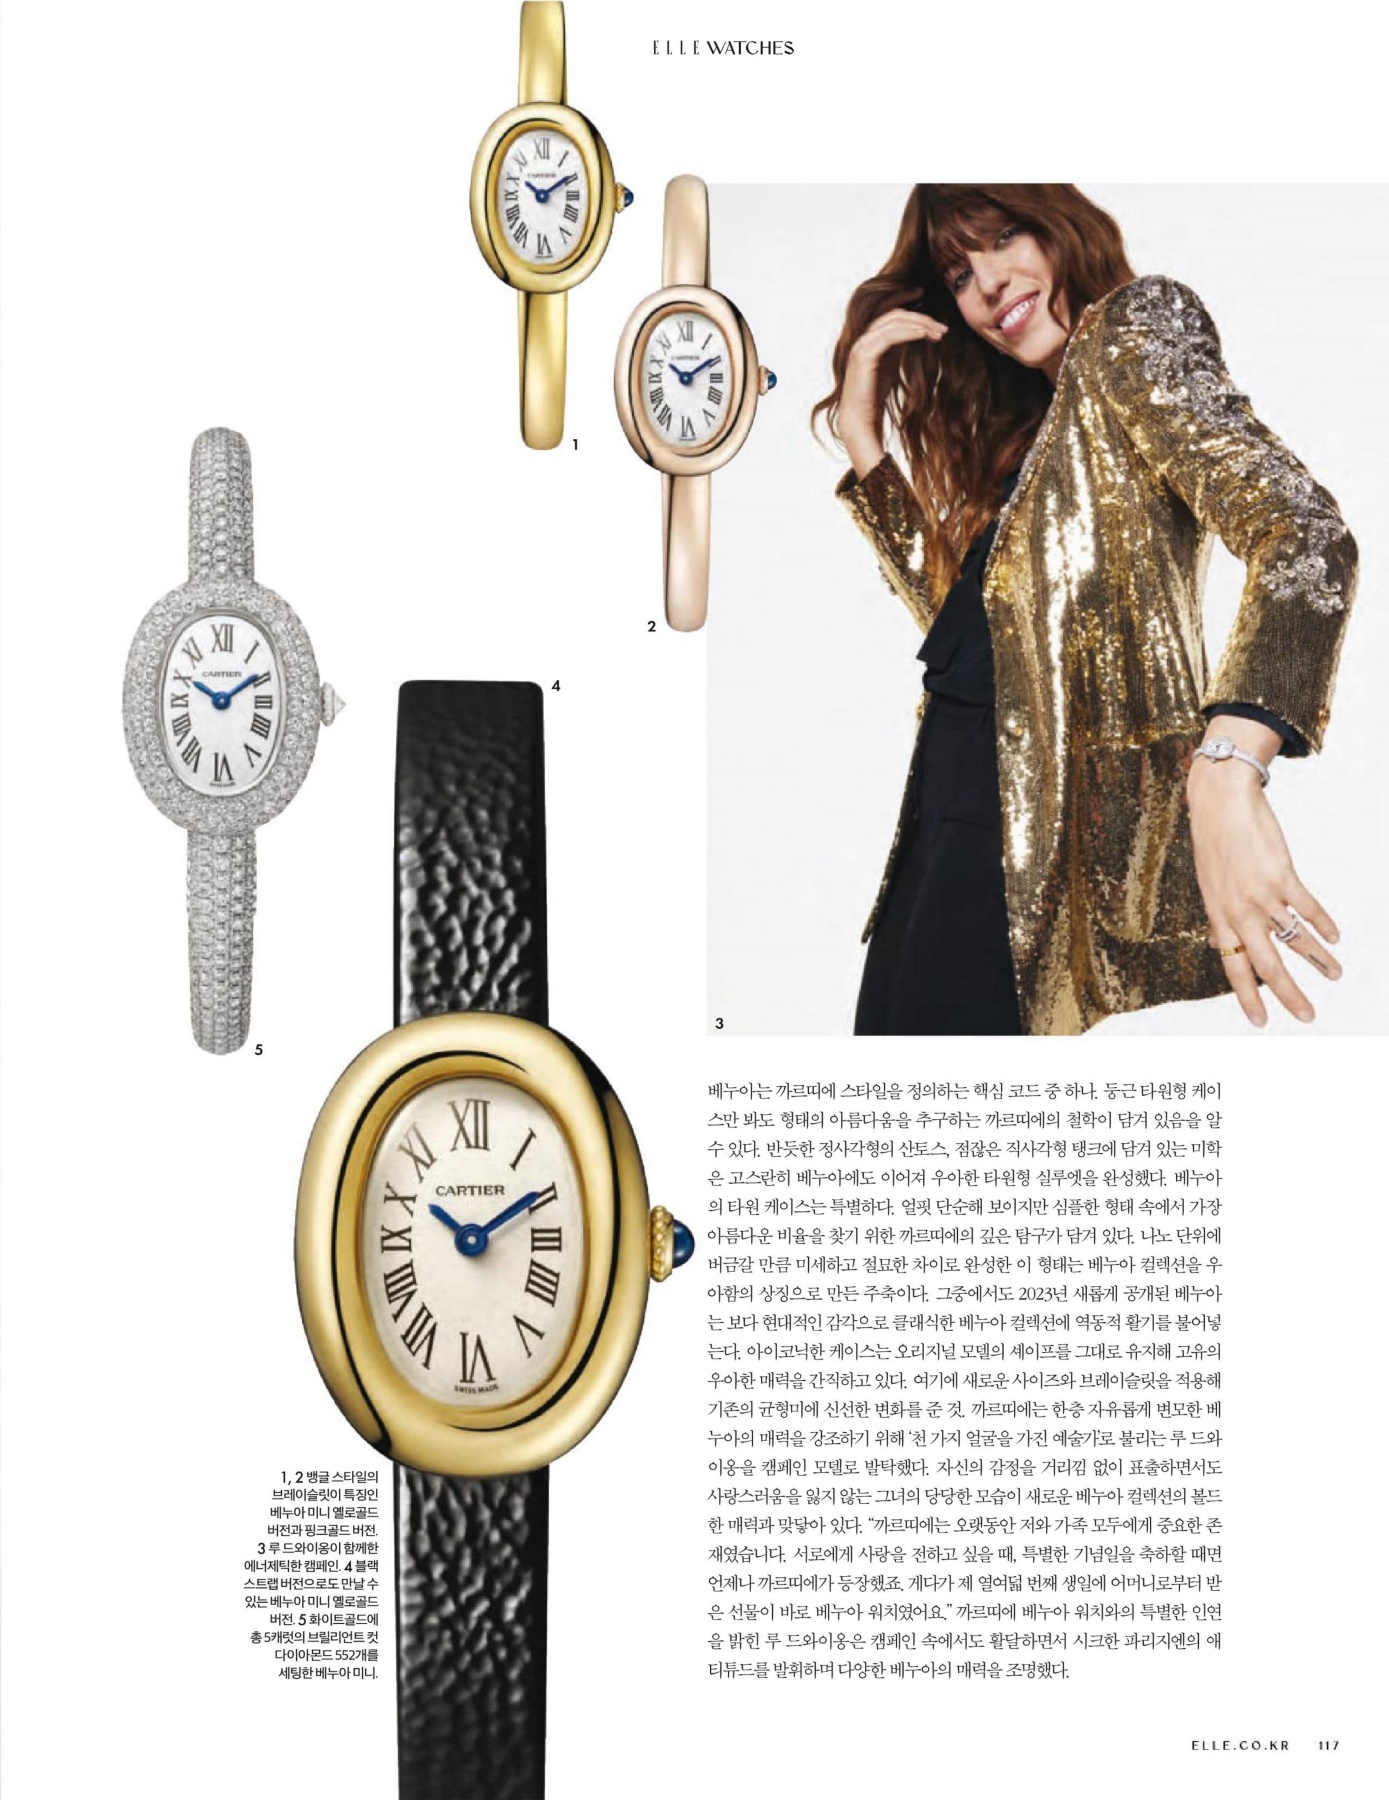 ELLE WATCHES
XII
I
II
III
IIII
V
VI
VII
VIII
IX
X
XI
CARTIER
SWISS MADE
1
2
3
4
5
베누아는 까르띠에 스타일을 정의하는 핵심 코드 중 하나. 둥근 타원형 케이
스만 봐도 형태의 아름다움을 추구하는 까르띠에의 철학이 담겨 있음을 알
수 있다. 반듯한 정사각형의 산토스, 점잖은 직사각형 탱크에 담겨 있는 미학
은 고스란히 베누아에도 이어져 우아한 타원형 실루엣을 완성했다. 베누아
의 타원 케이스는 특별하다. 얼핏 단순해 보이지만 심플한 형태 속에서 가장
아름다운 비율을 찾기 위한 까르띠에의 깊은 탐구가 담겨 있다. 나노 단위에
버금갈 만큼 미세하고 절묘한 차이로 완성한 이 형태는 베누아 컬렉션을 우
아함의 상징으로 만든 주축이다. 그중에서도 2023년 새롭게 공개된 베누아
는 보다 현대적인 감각으로 클래식한 베누아 컬렉션에 역동적 활기를 불어넣
는다. 아이코닉한 케이스는 오리지널 모델의 셰이프를 그대로 유지해 고유의
우아한 매력을 간직하고 있다. 여기에 새로운 사이즈와 브레이슬릿을 적용해
기존의 균형미에 신선한 변화를 준 것. 까르띠에는 한층 자유롭게 변모한 베
누아의 매력을 강조하기 위해 ‘천 가지 얼굴을 가진 예술가’로 불리는 루 드와
이옹을 캠페인 모델로 발탁했다. 자신의 감정을 거리낌 없이 표출하면서도
사랑스러움을 잃지 않는 그녀의 당당한 모습이 새로운 베누아 컬렉션의 볼드
한 매력과 맞닿아 있다. “까르띠에는 오랫동안 저와 가족 모두에게 중요한 존
재였습니다. 서로에게 사랑을 전하고 싶을 때, 특별한 기념일을 축하할 때면
언제나 까르띠에가 등장했죠. 게다가 제 열여덟 번째 생일에 어머니로부터 받
은 선물이 바로 베누아 워치였어요.” 까르띠에 베누아 워치와의 특별한 인연
을 밝힌 루 드와이옹은 캠페인 속에서도 활달하면서 시크한 파리지엔의 애
티튜드를 발휘하며 다양한 베누아의 매력을 조명했다.
1, 2 뱅글 스타일의
브레이슬릿이 특징인
베누아 미니 옐로골드
버전과 핑크골드 버전.
3 루 드와이옹이 함께한
에너제틱한 캠페인. 4 블랙
스트랩 버전으로도 만날 수
있는 베누아 미니 옐로골드
버전. 5 화이트골드에
총 5캐럿의 브릴리언트 컷
다이아몬드 552개를
세팅한 베누아 미니.
ELLE.CO.KR 117